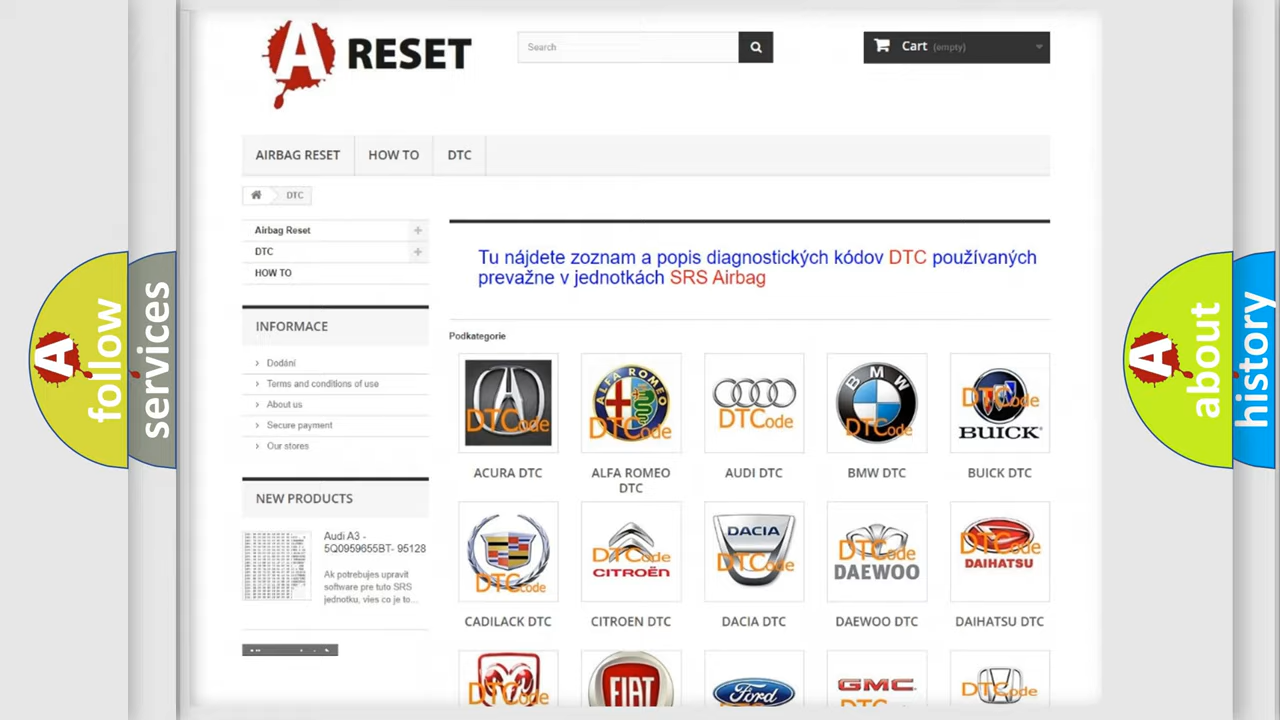 A RESET
Search
Cart (empty)
AIRBAG RESET
HOW TO
DTC
DTC
Airbag Reset
DTC
HOW TO
Tu nájdete zoznam a popis diagnostických kódov DTC používaných
prevažne v jednotkách SRS Airbag
INFORMACE
Dodání
Terms and conditions of use
About us
Secure payment
Our stores
NEW PRODUCTS
Audi A3 -
5Q0959655BT- 95128
Ak potrebujes upravit
software pre tuto SRS
jednotku, vies co je to...
Podkategorie
DTCode
ALFA ROMEO
DTCode
DTCode
BMW
DTCode
DTCode
BUICK
ACURA DTC
ALFA ROMEO
DTC
AUDI DTC
BMW DTC
BUICK DTC
DTCode
DTCode
CITROËN
DACIA
DTCode
DTCode
DAEWOO
DTCode
DAIHATSU
CADILACK DTC
CITROEN DTC
DACIA DTC
DAEWOO DTC
DAIHATSU DTC
DTCode
FIAT
Ford
GMC
DTCode
A follow
services
A about
history